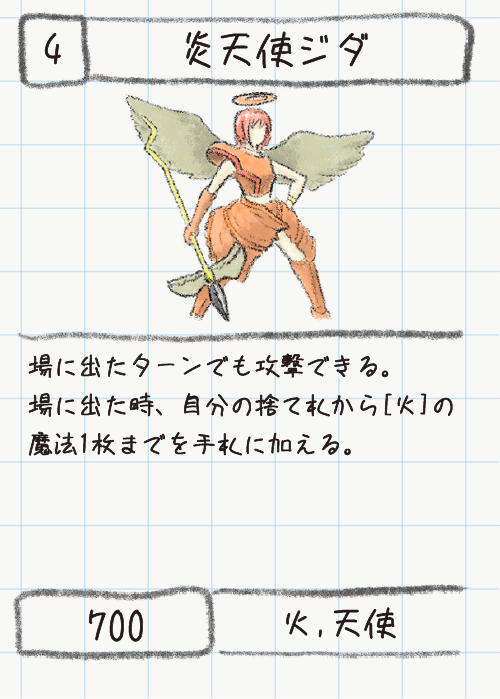 4
炎天使ジダ
場に出たターンでも攻撃できる。
場に出た時、自分の捨て札から[火]の
魔法1枚までを手札に加える。
700
火,天使